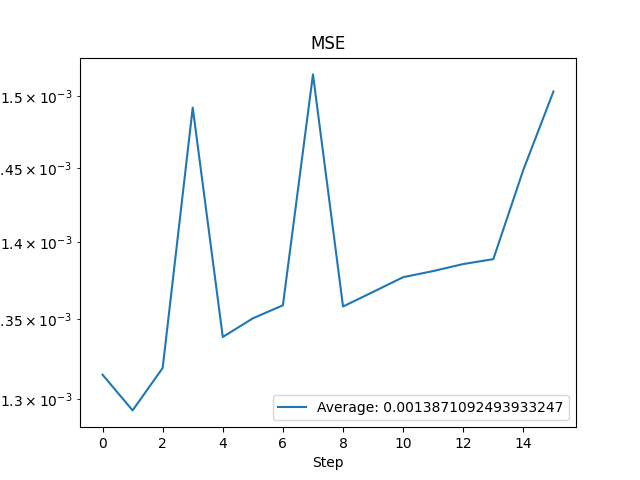 MSE
1.5 × 10⁻³
.45 × 10⁻³
1.4 × 10⁻³
.35 × 10⁻³
1.3 × 10⁻³
Average: 0.0013871092493933247
0 2 4 6 8 10 12 14
Step